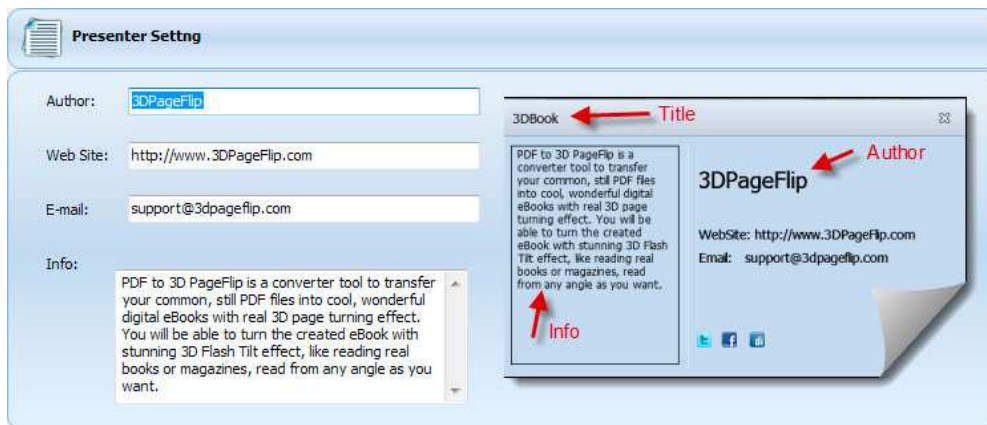 Presenter Settng
Author:
3DPageFlip
Web Site:
http://www.3DPageFlip.com
E-mail:
support@3dpageflip.com
Info:
PDF to 3D PageFlip is a converter tool to transfer
your common, still PDF files into cool, wonderful
digital eBooks with real 3D page turning effect.
You will be able to turn the created eBook with
stunning 3D Flash Tilt effect, like reading real
books or magazines, read from any angle as you
want.
3DBook
Title
PDF to 3D PageFlip is a
converter tool to transfer
your common, still PDF files
into cool, wonderful digital
eBooks with real 3D page
turning effect. You will be
able to turn the created
eBook with stunning 3D Flash
Tilt effect, like reading real
books or magazines, read
from any angle as you want.
Info
Author
3DPageFlip
WebSite: http://www.3DPageFlip.com
Email: support@3dpageflip.com